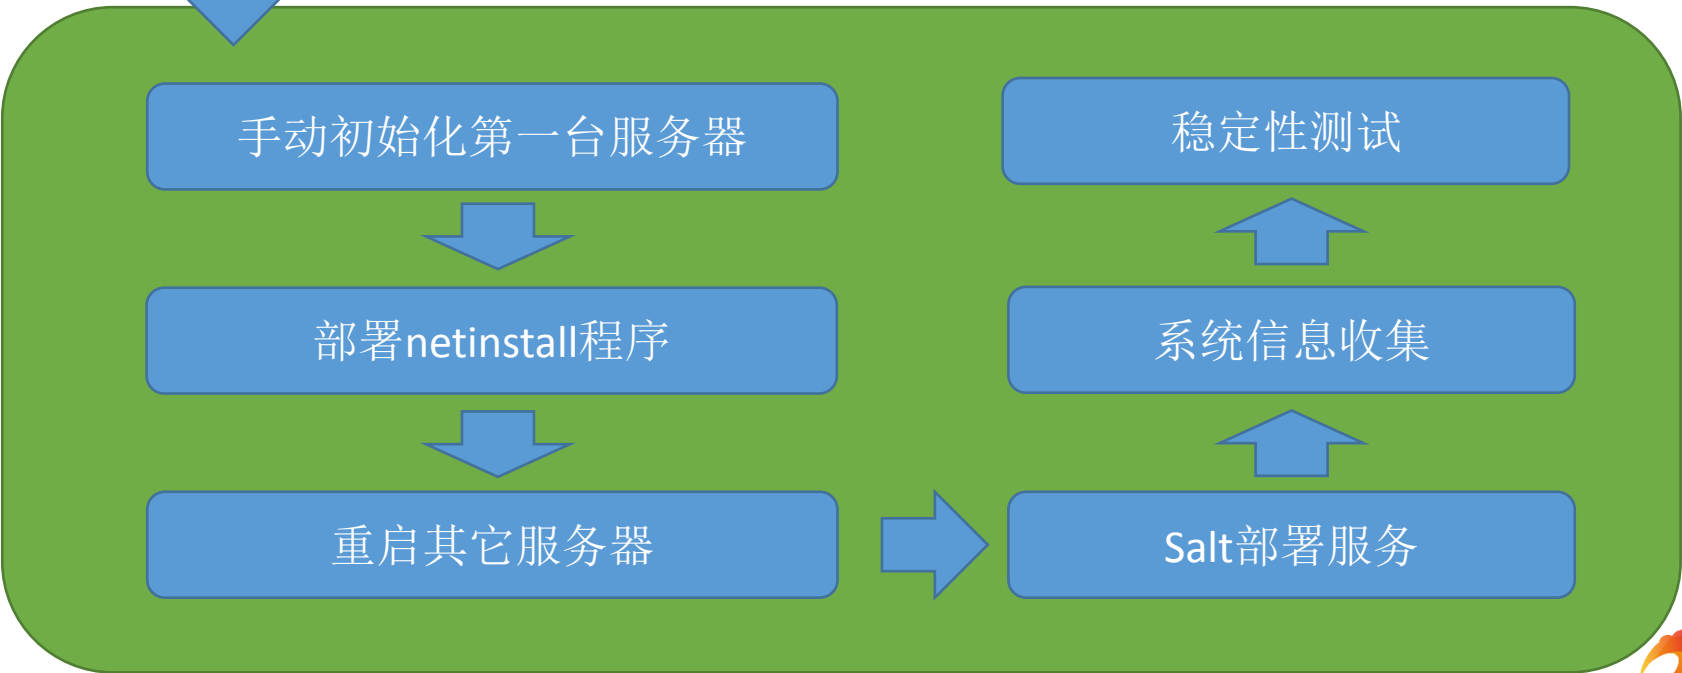 手动初始化第一台服务器
部署netinstall程序
重启其它服务器
Salt部署服务
系统信息收集
稳定性测试